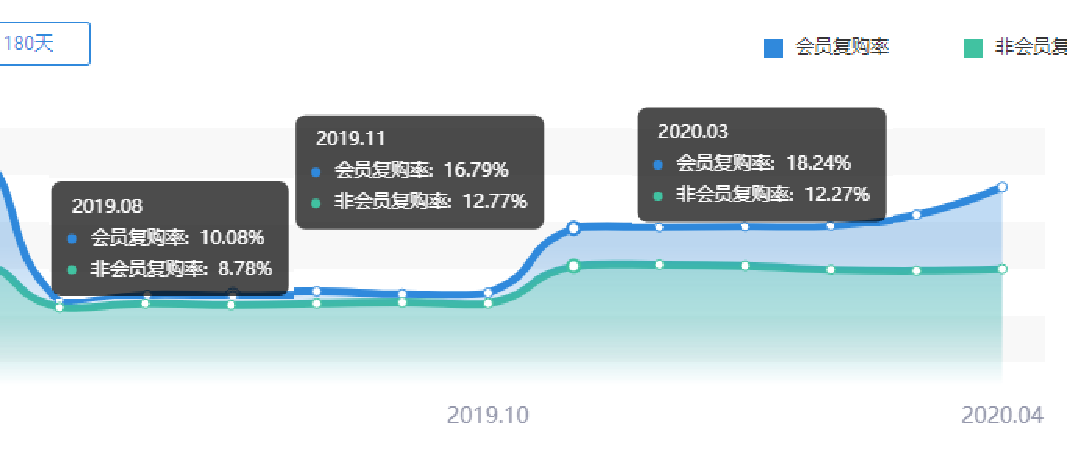 180天
会员复购率
非会员复
2019.11
会员复购率: 16.79%
非会员复购率: 12.77%
2020.03
会员复购率: 18.24%
非会员复购率: 12.27%
2019.08
会员复购率: 10.08%
非会员复购率: 8.78%
2019.10
2020.04